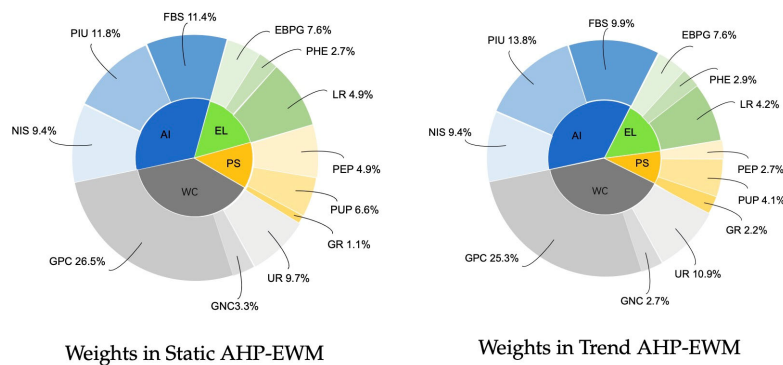 FBS 11.4%
EBPG 7.6%
PHE 2.7%
LR 4.9%
PEP 4.9%
PUP 6.6%
GR 1.1%
UR 9.7%
GNC3.3%
GPC 26.5%
NIS 9.4%
PIU 11.8%
AI
EL
PS
WC
Weights in Static AHP-EWM
FBS 9.9%
EBPG 7.6%
PHE 2.9%
LR 4.2%
PEP 2.7%
PUP 4.1%
GR 2.2%
UR 10.9%
GNC 2.7%
GPC 25.3%
NIS 9.4%
PIU 13.8%
AI
EL
PS
WC
Weights in Trend AHP-EWM